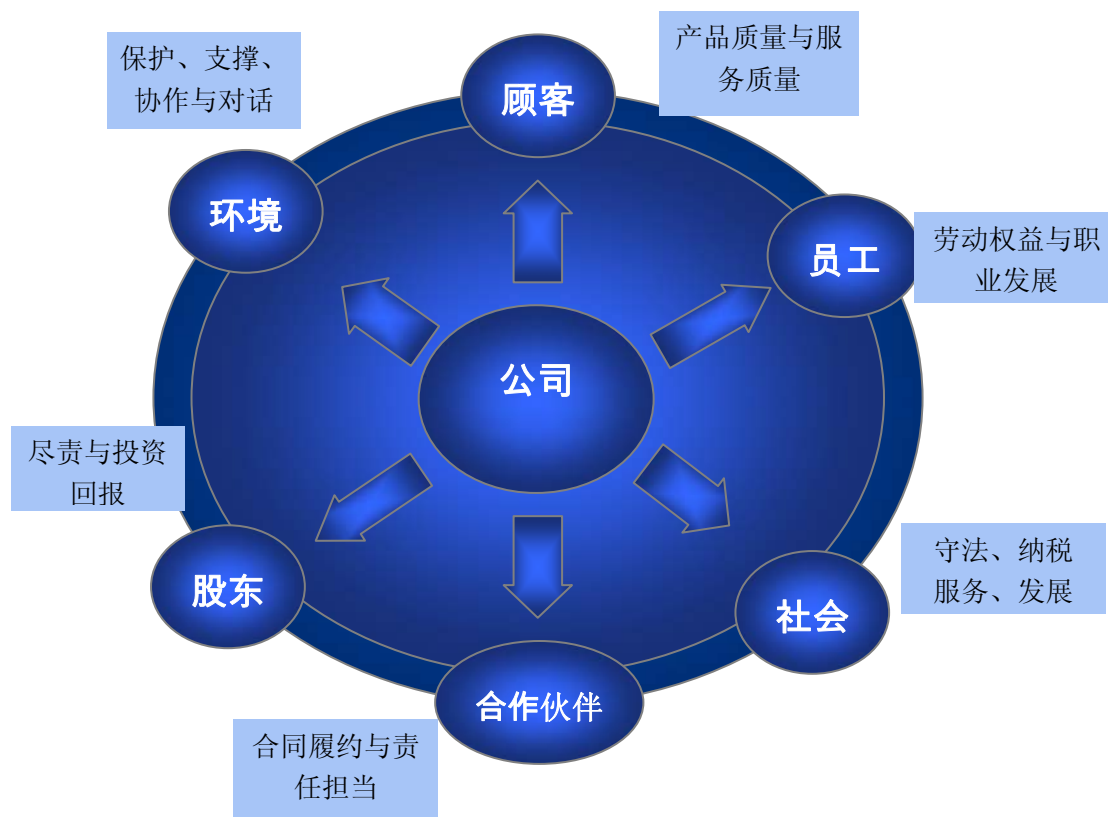 保护、支撑、
协作与对话
顾客
产品质量与服
务质量
环境
员工
劳动权益与职
业发展
公司
尽责与投资
回报
股东
社会
守法、纳税
服务、发展
合作伙伴
合同履约与责
任担当